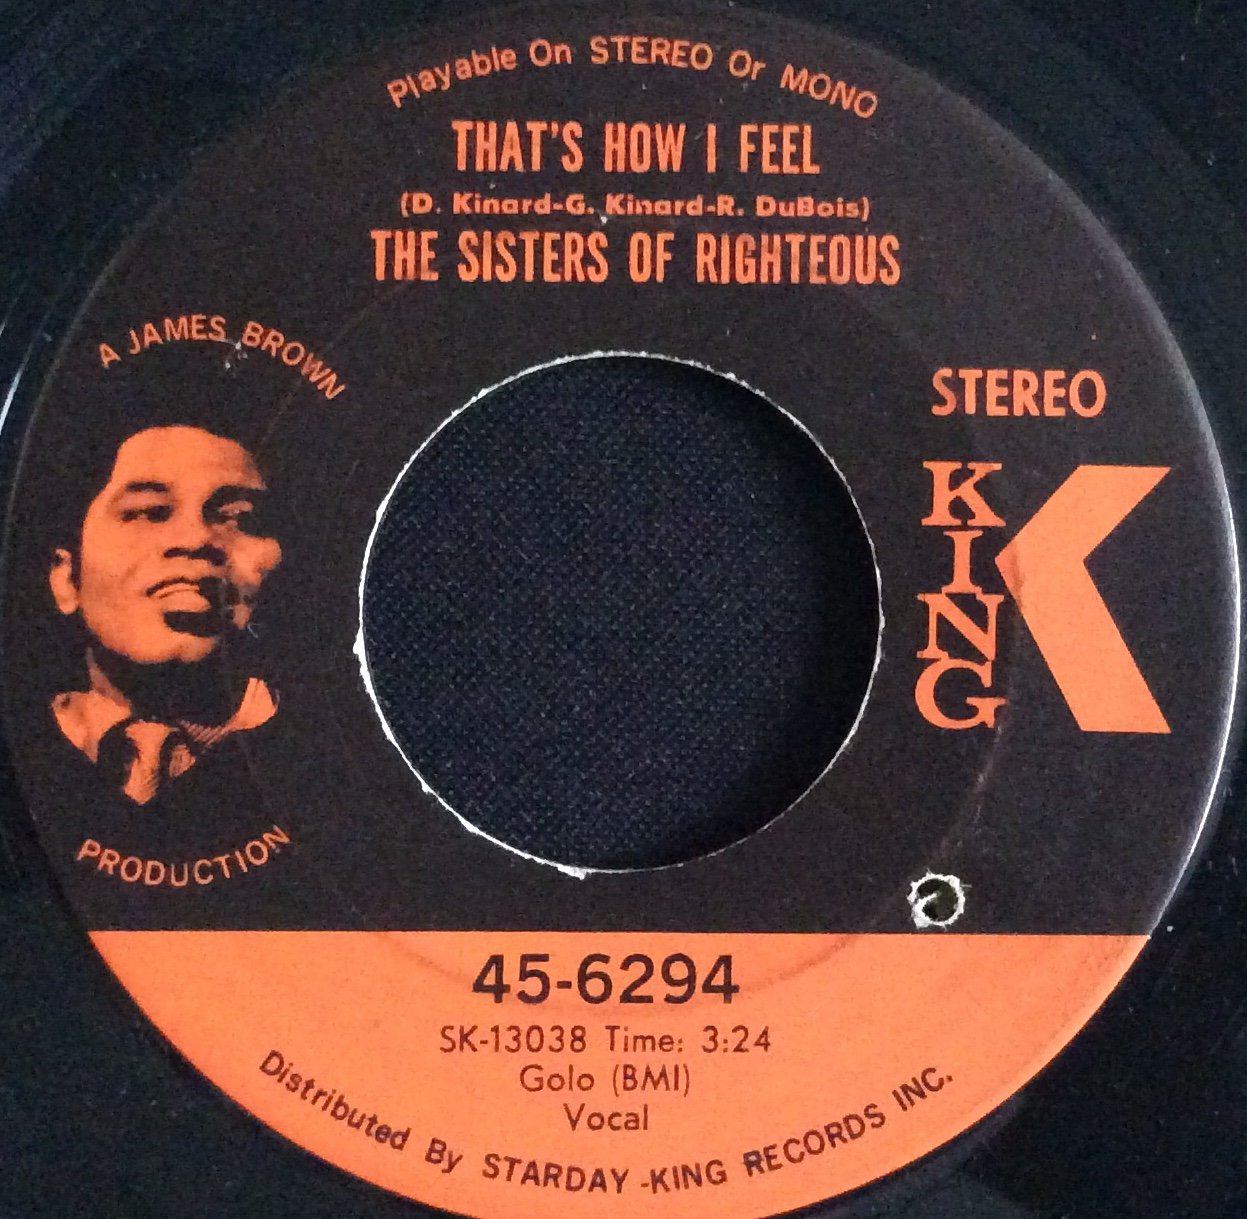 Playable On STEREO Or MONO
THAT'S HOW I FEEL
(D. Kinard-G. Kinard-R. DuBois)
THE SISTERS OF RIGHTEOUS
A JAMES BROWN
PRODUCTION
STEREO
KING
45-6294
SK-13038 Time: 3:24
Golo (BMI)
Vocal
Distributed By STARDAY-KING RECORDS INC.